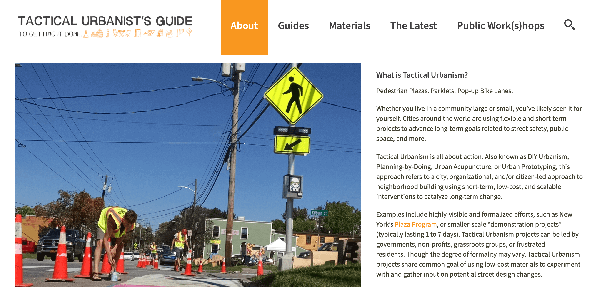 TACTICAL URBANIST'S GUIDE
TO GETTING IT DONE
About
Guides
Materials
The Latest
Public Work(s)hops
What is Tactical Urbanism?
Pedestrian Plazas. Parklets. Pop-up Bike Lanes.
Whether you live in a community large or small, you've likely seen it for
yourself. Cities around the world are using flexible and short-term
projects to advance long-term goals related to street safety, public
space, and more.
Tactical Urbanism is all about action. Also known as DIY Urbanism,
Planning-by-Doing, Urban Acupuncture, or Urban Prototyping, this
approach refers to a city, organizational, and/or citizen-led approach to
neighborhood building using short-term, low-cost, and scalable
interventions to catalyze long-term change.
Examples include highly visible and formalized efforts, such as New
York's Plaza Program, or smaller-scale "demonstration projects"
(typically lasting 1 to 7 days). Tactical Urbanism projects can be led by
governments, non-profits, grassroots groups, or frustrated
residents. Though the degree of formality may vary, Tactical Urbanism
projects share common goal of using low-cost materials to experiment
with and gather input on potential street design changes.